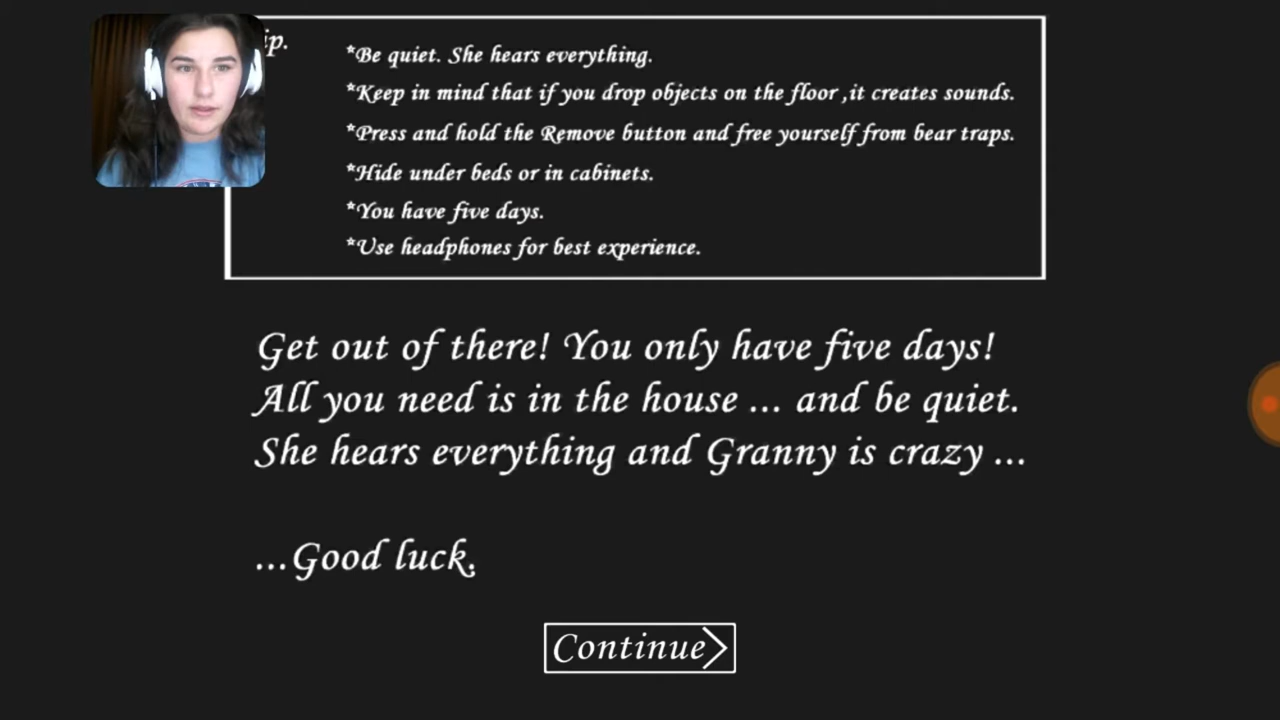 ip.
*Be quiet. She hears everything.
*Keep in mind that if you drop objects on the floor ,it creates sounds.
*Press and hold the Remove button and free yourself from bear traps.
*Hide under beds or in cabinets.
*You have five days.
*Use headphones for best experience.
Get out of there! You only have five days!
All you need is in the house ... and be quiet.
She hears everything and Granny is crazy ...
...Good luck.
Continue>